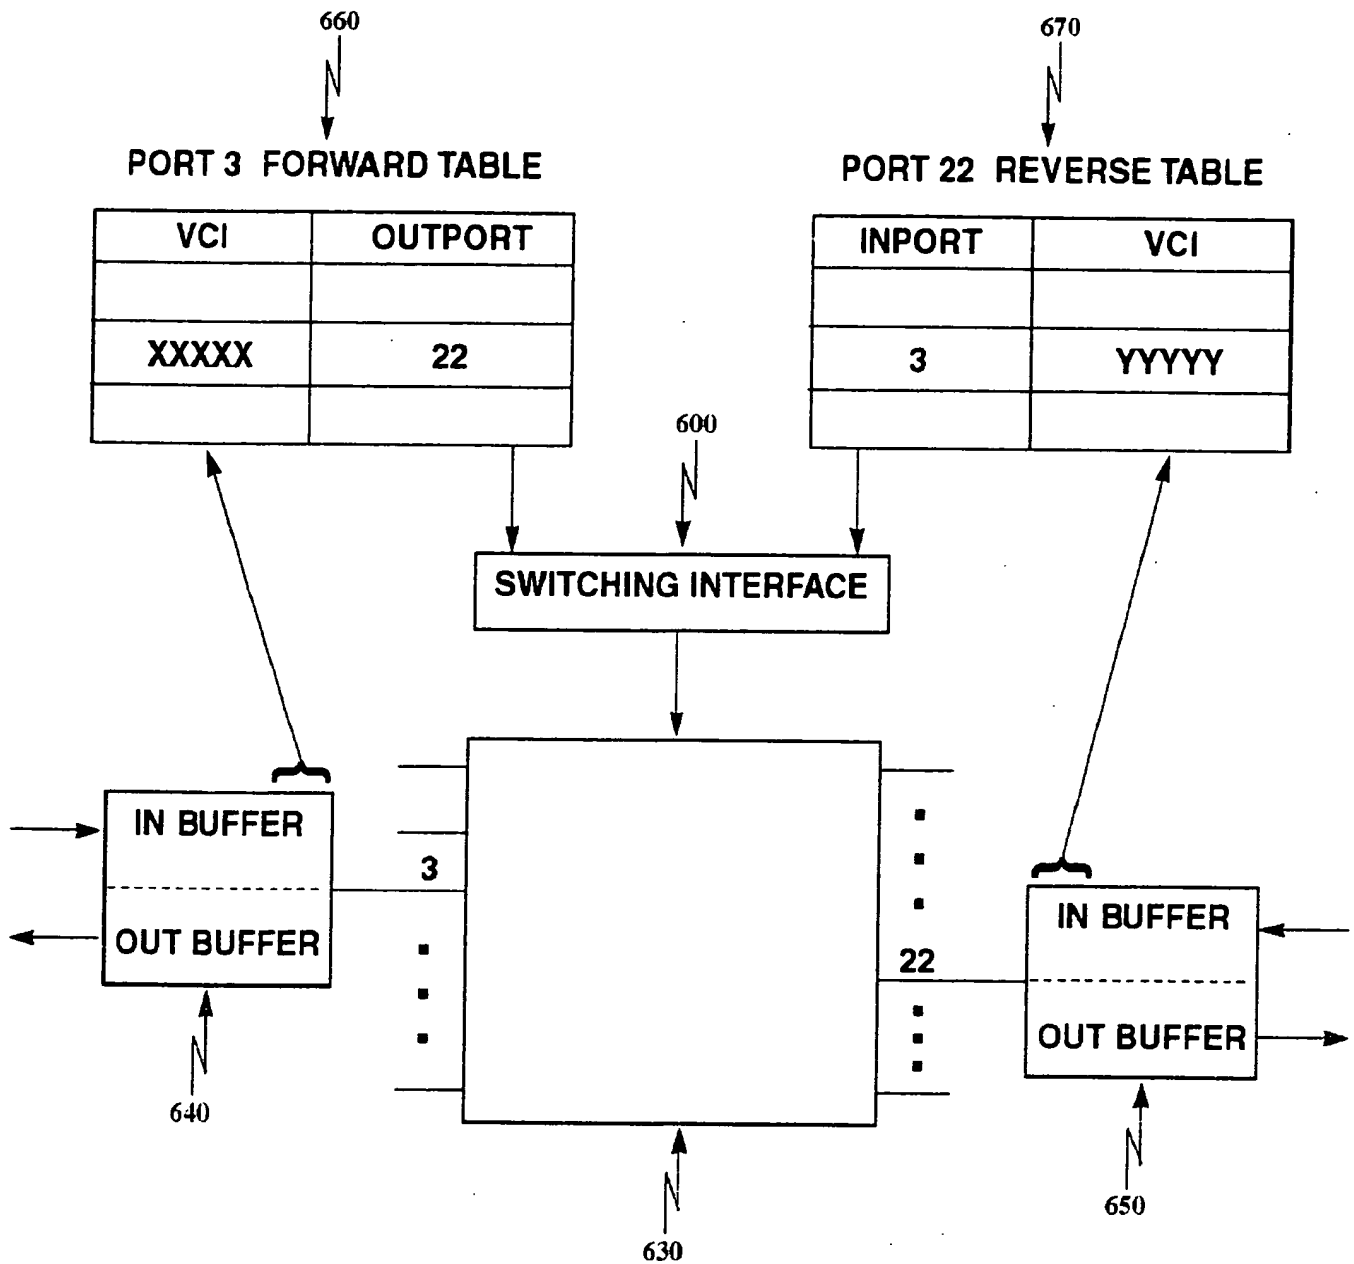 660
670
PORT 3 FORWARD TABLE
PORT 22 REVERSE TABLE
VCI OUTPORT
XXXXX 22
INPORT VCI
3 YYYYY
600
SWITCHING INTERFACE
IN BUFFER
OUT BUFFER
3
22
IN BUFFER
OUT BUFFER
640
650
630